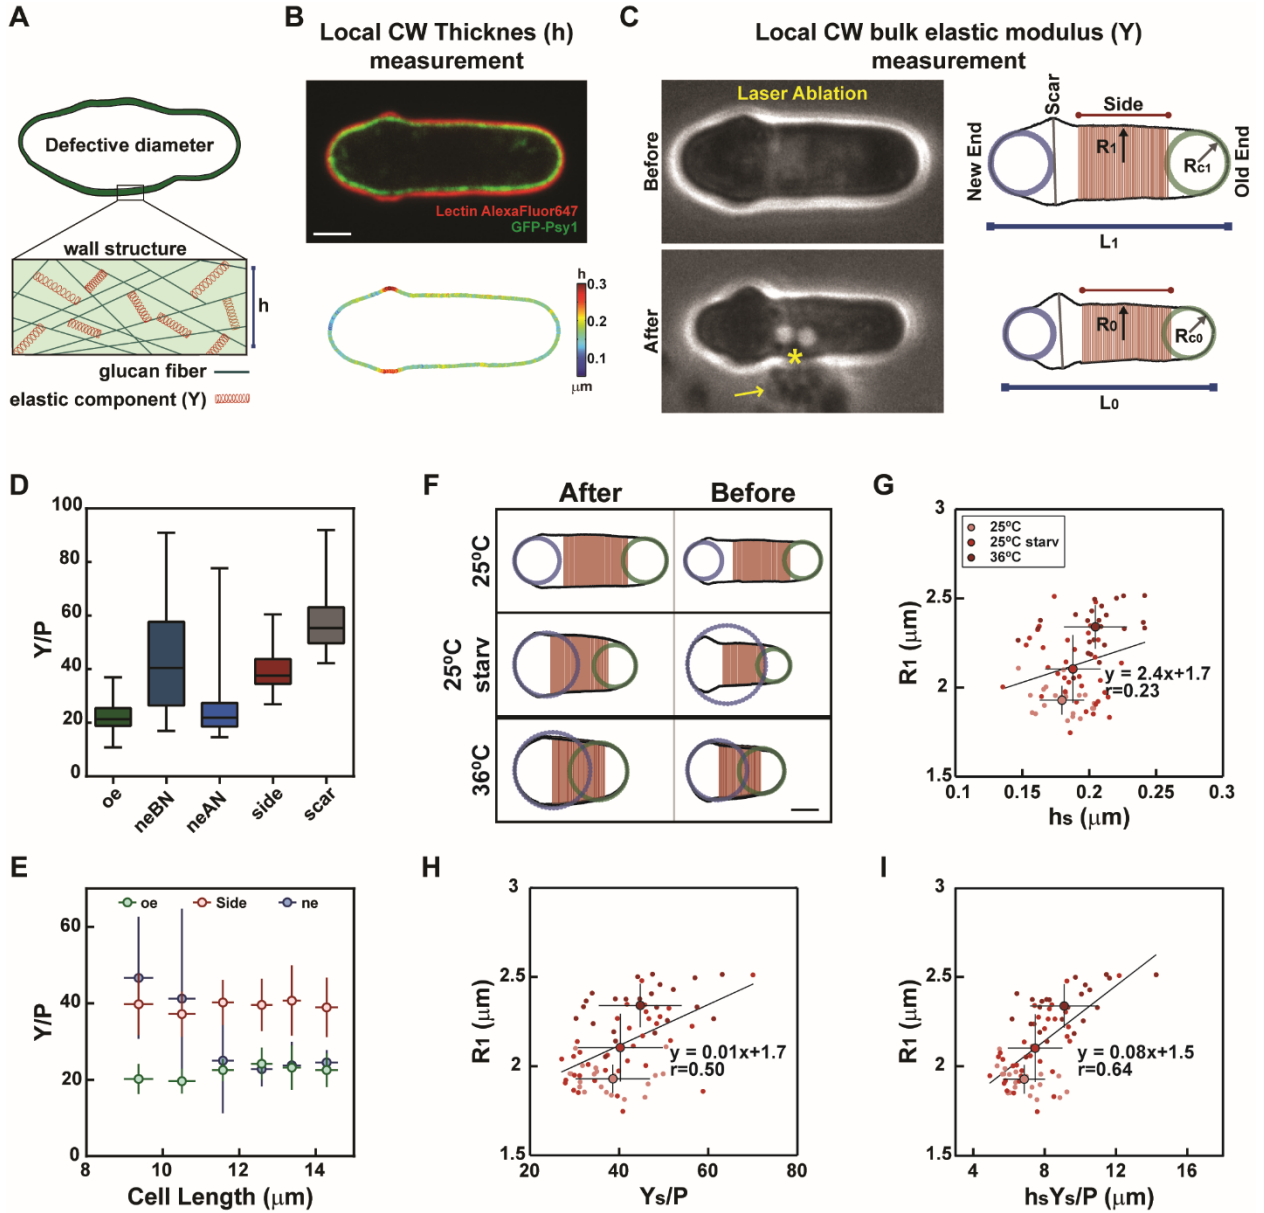 A
Defective diameter
wall structure
h
glucan fiber
elastic component (Y)
B
Local CW Thicknes (h)
measurement
Lectin AlexaFluor647
GFP-Psy1
h
0.3
0.2
0.1
μm
C
Local CW bulk elastic modulus (Y)
measurement
Laser Ablation
Before
After
*
New End
Scar
Side
R1
Rc1
Old End
L1
R0
Rc0
L0
D
Y/P
100
80
60
40
20
0
oe
neBN
neAN
side
scar
E
Y/P
oe
Side
ne
60
40
20
0
8
10
12
14
Cell Length (μm)
F
After
Before
25ºC
25ºC
starv
36ºC
G
R1 (μm)
3
2.5
2
1.5
25ºC
25ºC starv
36ºC
y = 2.4x+1.7
r=0.23
0.1
0.15
0.2
0.25
0.3
hs (μm)
H
R1 (μm)
3
2.5
2
1.5
y = 0.01x+1.7
r=0.50
20
40
60
80
Ys/P
I
R1 (μm)
3
2.5
2
1.5
y = 0.08x+1.5
r=0.64
4
8
12
16
hsYs/P (μm)